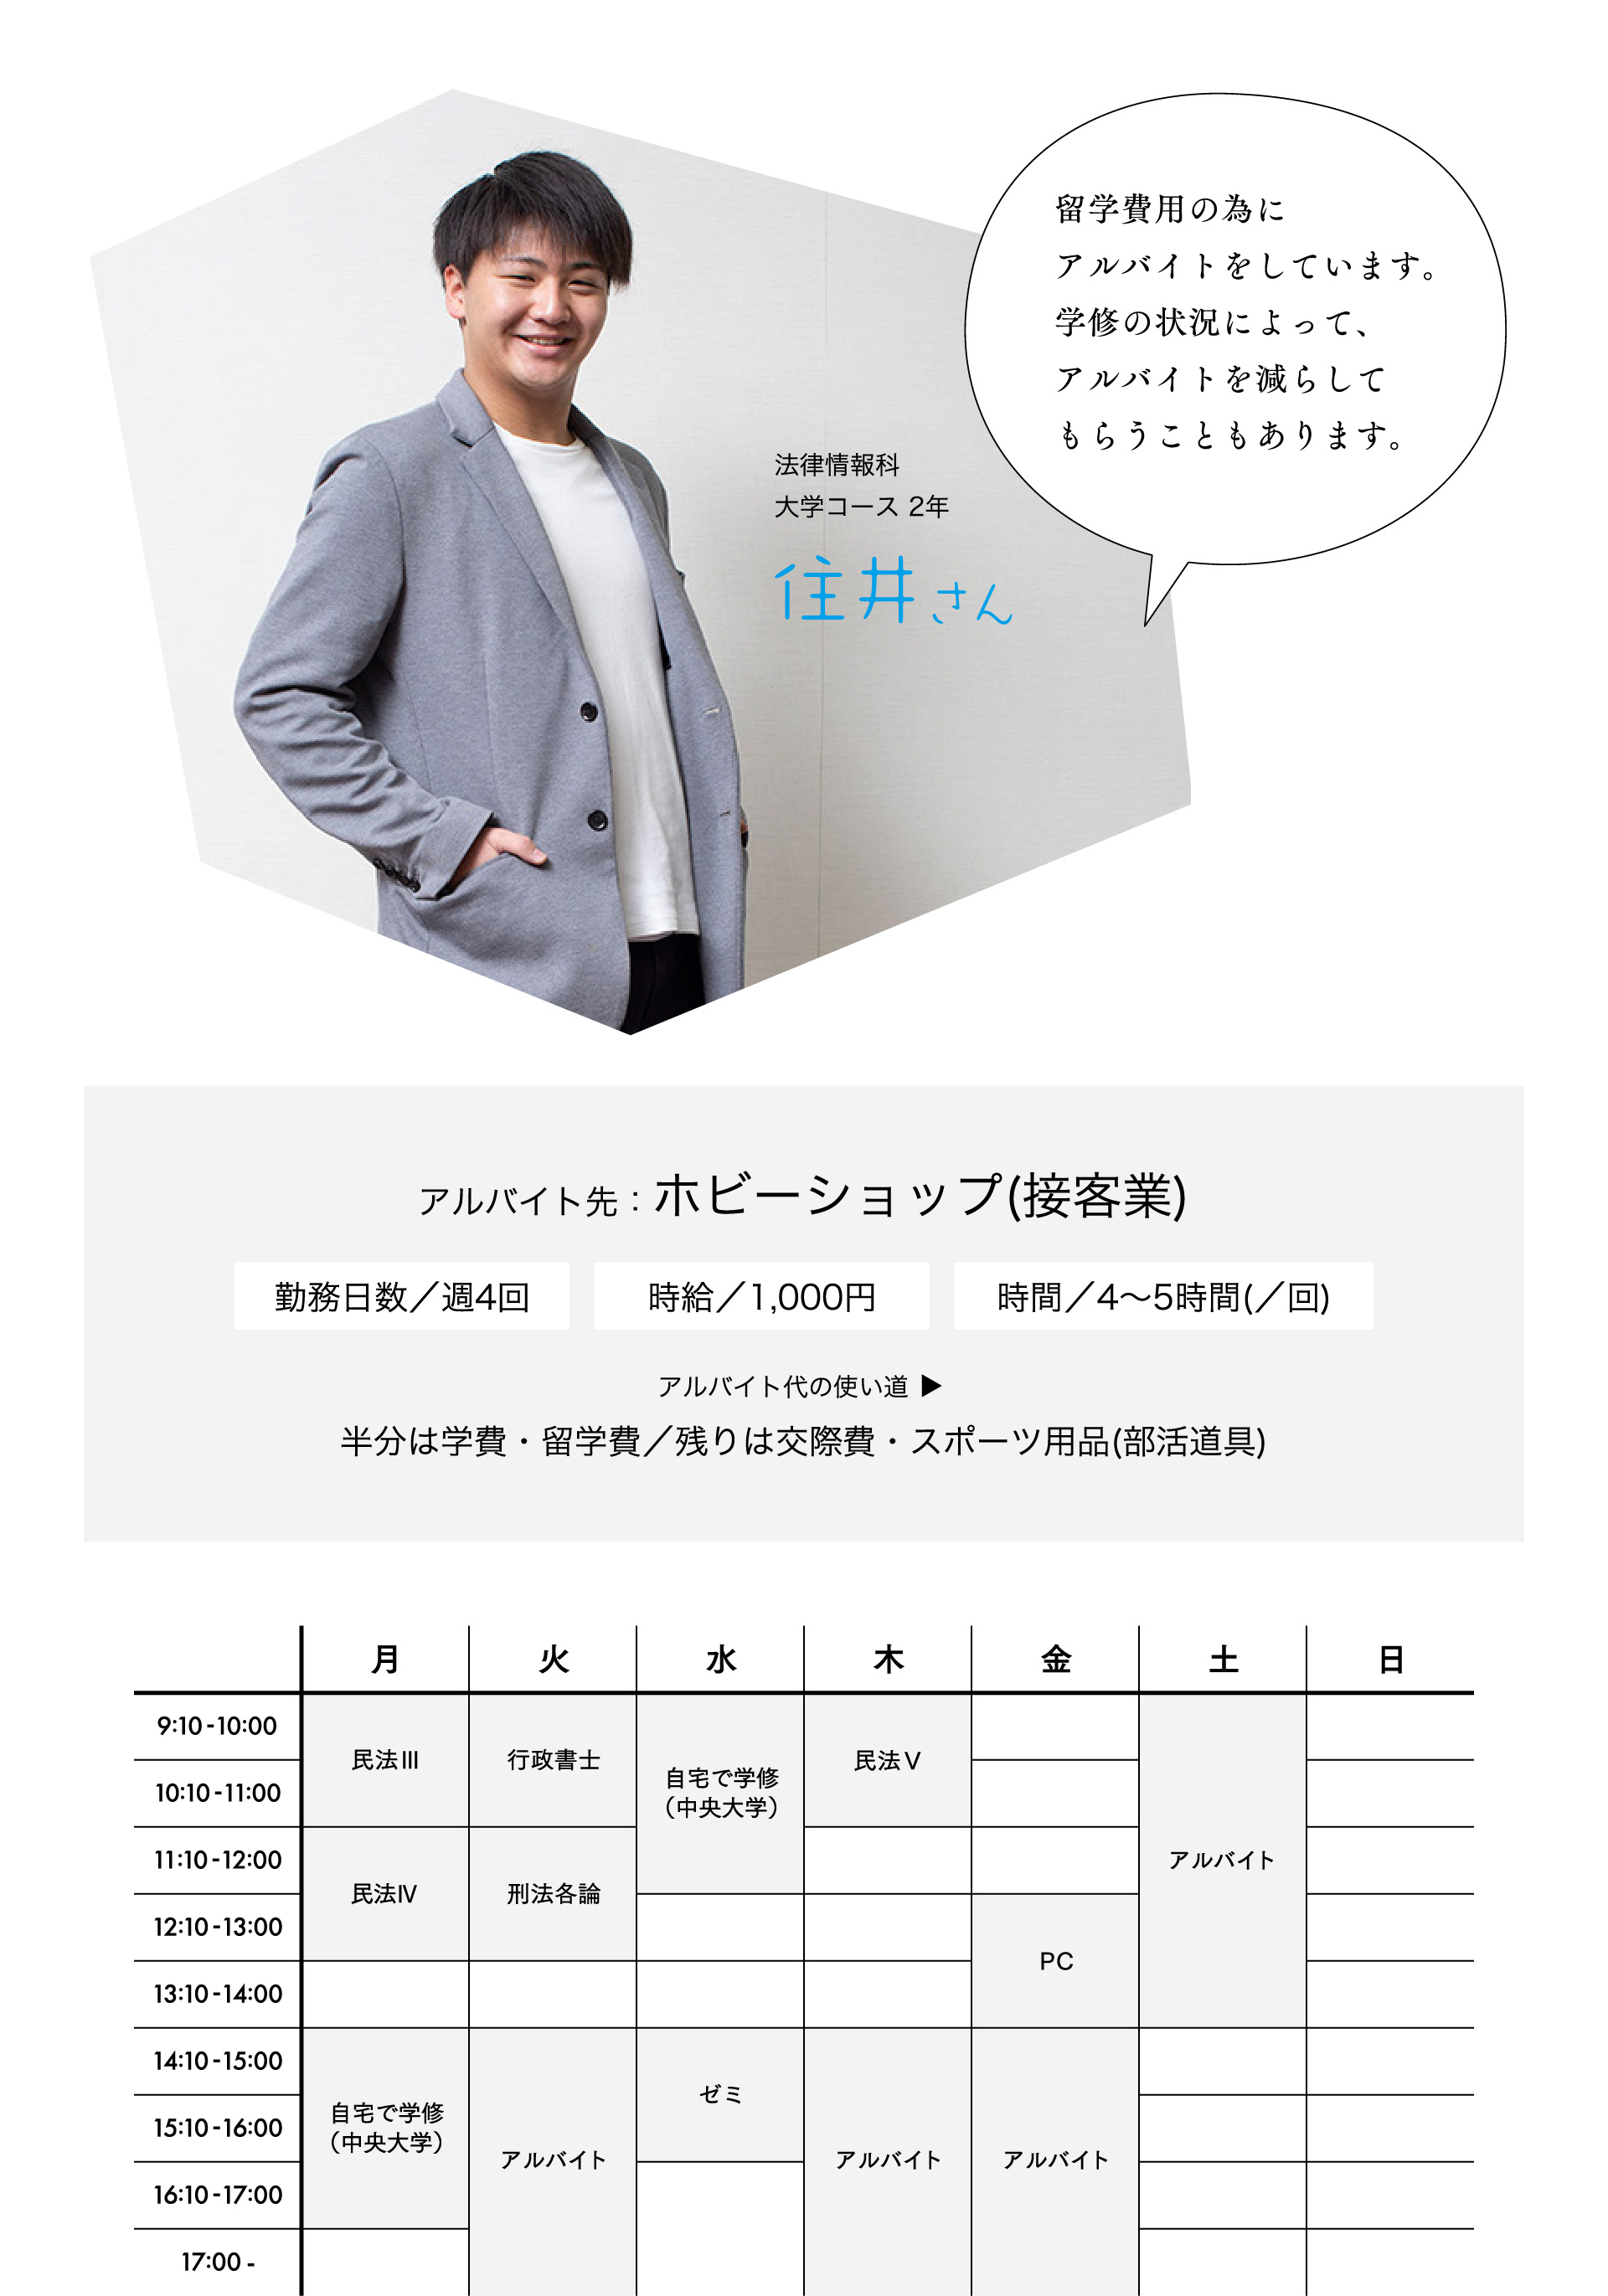 留学費用の為に
アルバイトをしています。
学修の状況によって、
アルバイトを減らして
もらうこともあります。
法律情報科
大学コース 2年
住井さん
アルバイト先：ホビーショップ(接客業)
勤務日数／週4回 時給／1,000円 時間／4〜5時間(／回)
アルバイト代の使い道 ▶
半分は学費・留学費／残りは交際費・スポーツ用品(部活道具)
月 火 水 木 金 土 日
9:10-10:00
民法Ⅲ 行政書士 民法Ⅴ
自宅で学修
(中央大学)
10:10-11:00
11:10-12:00 アルバイト
民法Ⅳ 刑法各論
12:10-13:00
PC
13:10-14:00
14:10-15:00
ゼミ
自宅で学修
(中央大学)
15:10-16:00
アルバイト アルバイト アルバイト
16:10-17:00
17:00 -